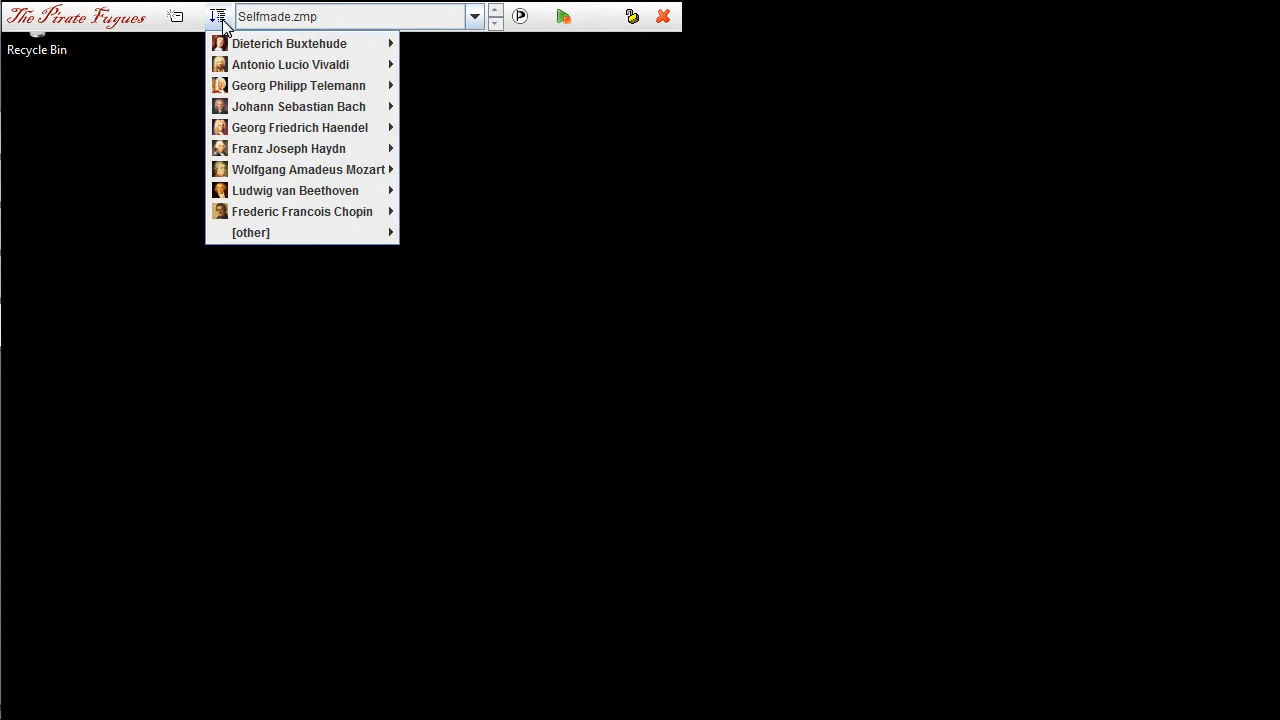 The Pirate Fugues
Selfmade.zmp
Recycle Bin
Dieterich Buxtehude
Antonio Lucio Vivaldi
Georg Philipp Telemann
Johann Sebastian Bach
Georg Friedrich Haendel
Franz Joseph Haydn
Wolfgang Amadeus Mozart
Ludwig van Beethoven
Frederic Francois Chopin
[other]